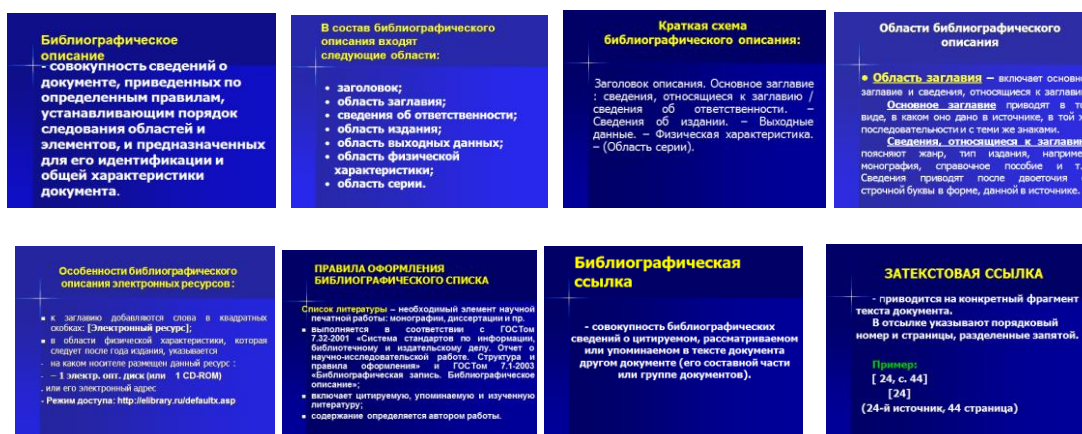 Библиографическое
описание
- совокупность сведений о
документе, приведенных по
определенным правилам,
устанавливающим порядок
следования областей и
элементов, и предназначенных
для его идентификации и
общей характеристики
документа.
В состав библиографического
описания входят
следующие области:
• заголовок;
• область заглавия;
• сведения об ответственности;
• область издания;
• область выходных данных;
• область физической
характеристики;
• область серии.
Краткая схема
библиографического описания:
Заголовок описания. Основное заглавие
: сведения, относящиеся к заглавию /
сведения об ответственности. –
Сведения об издании. – Выходные
данные. – Физическая характеристика.
– (Область серии).
Области библиографического
описания
• Область заглавия – включает основн
заглавие и сведения, относящиеся к заглави
Основное заглавие приводят в т
виде, в каком оно дано в источнике, в той
последовательности и с теми же знаками.
Сведения, относящиеся к заглави
поясняют жанр, тип издания, наприме
монография, справочное пособие и т.
Сведения приводят после двоеточия
строчной буквы в форме, данной в источнике.
Особенности библиографического
описания электронных ресурсов:
к заглавию добавляются слова в квадратных
скобках: [Электронный ресурс];
в области физической характеристики, которая
следует после года издания, указывается
- на каком носителе размещен данный ресурс :
- – 1 электр. опт. диск (или 1 CD-ROM)
. или его электронный адрес
- Режим доступа: http://elibrary.ru/defaultx.asp
ПРАВИЛА ОФОРМЛЕНИЯ
БИБЛИОГРАФИЧЕСКОГО СПИСКА
Список литературы – необходимый элемент научной
печатной работы: монографии, диссертации и пр.
выполняется в соответствии с ГОСТом
7.32-2001 «Система стандартов по информации,
библиотечному и издательскому делу. Отчет о
научно-исследовательской работе. Структура и
правила оформления» и ГОСТом 7.1-2003
«Библиографическая запись. Библиографическое
описание»;
включает цитируемую, упоминаемую и изученную
литературу;
содержание определяется автором работы.
Библиографическая
ссылка
- совокупность библиографических
сведений о цитируемом, рассматриваемом
или упоминаемом в тексте документа
другом документе (его составной части
или группе документов).
ЗАТЕКСТОВАЯ ССЫЛКА
- приводится на конкретный фрагмент
текста документа.
В отсылке указывают порядковый
номер и страницы, разделенные запятой.
Пример:
[ 24, с. 44]
[24]
(24-й источник, 44 страница)